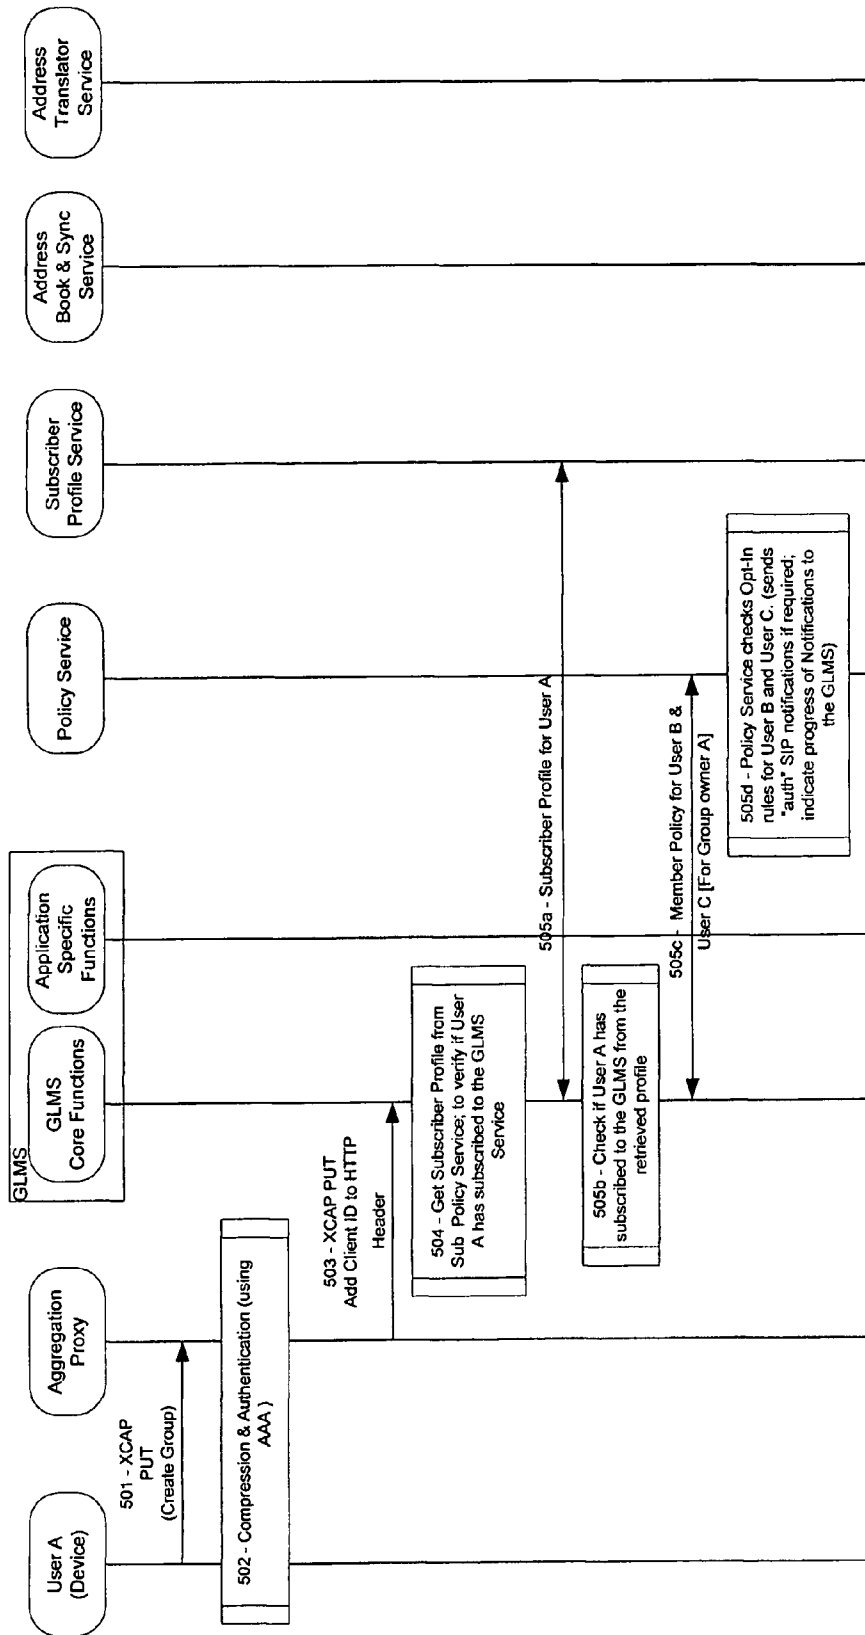 User A
(Device)
Aggregation
Proxy
GLMS
GLMS
Core Functions
Application
Specific
Functions
Policy Service
Subscriber
Profile Service
Address
Book & Sync
Service
Address
Translator
Service
501 - XCAP
PUT
(Create Group)
502 - Compression & Authentication (using
AAA )
503 - XCAP PUT
Add Client ID to HTTP
Header
504 - Get Subscriber Profile from
Sub Policy Service; to verify if User
A has subscribed to the GLMS
Service
505a - Subscriber Profile for User A
505b - Check if User A has
subscribed to the GLMS from the
retrieved profile
505c - Member Policy for User B &
User C [For Group owner A]
505d - Policy Service checks Opt-In
rules for User B and User C. (sends
"auth" SIP notifications if required;
indicate progress of Notifications to
the GLMS)